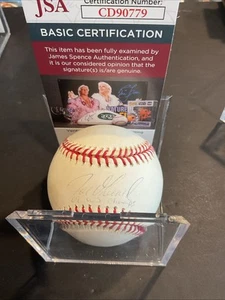 JSA
Certification Number:
CD90779
BASIC CERTIFICATION
This item has been fully examined by
James Spence Authentication, and
it is our considered opinion that the
signature(s) is/are genuine.